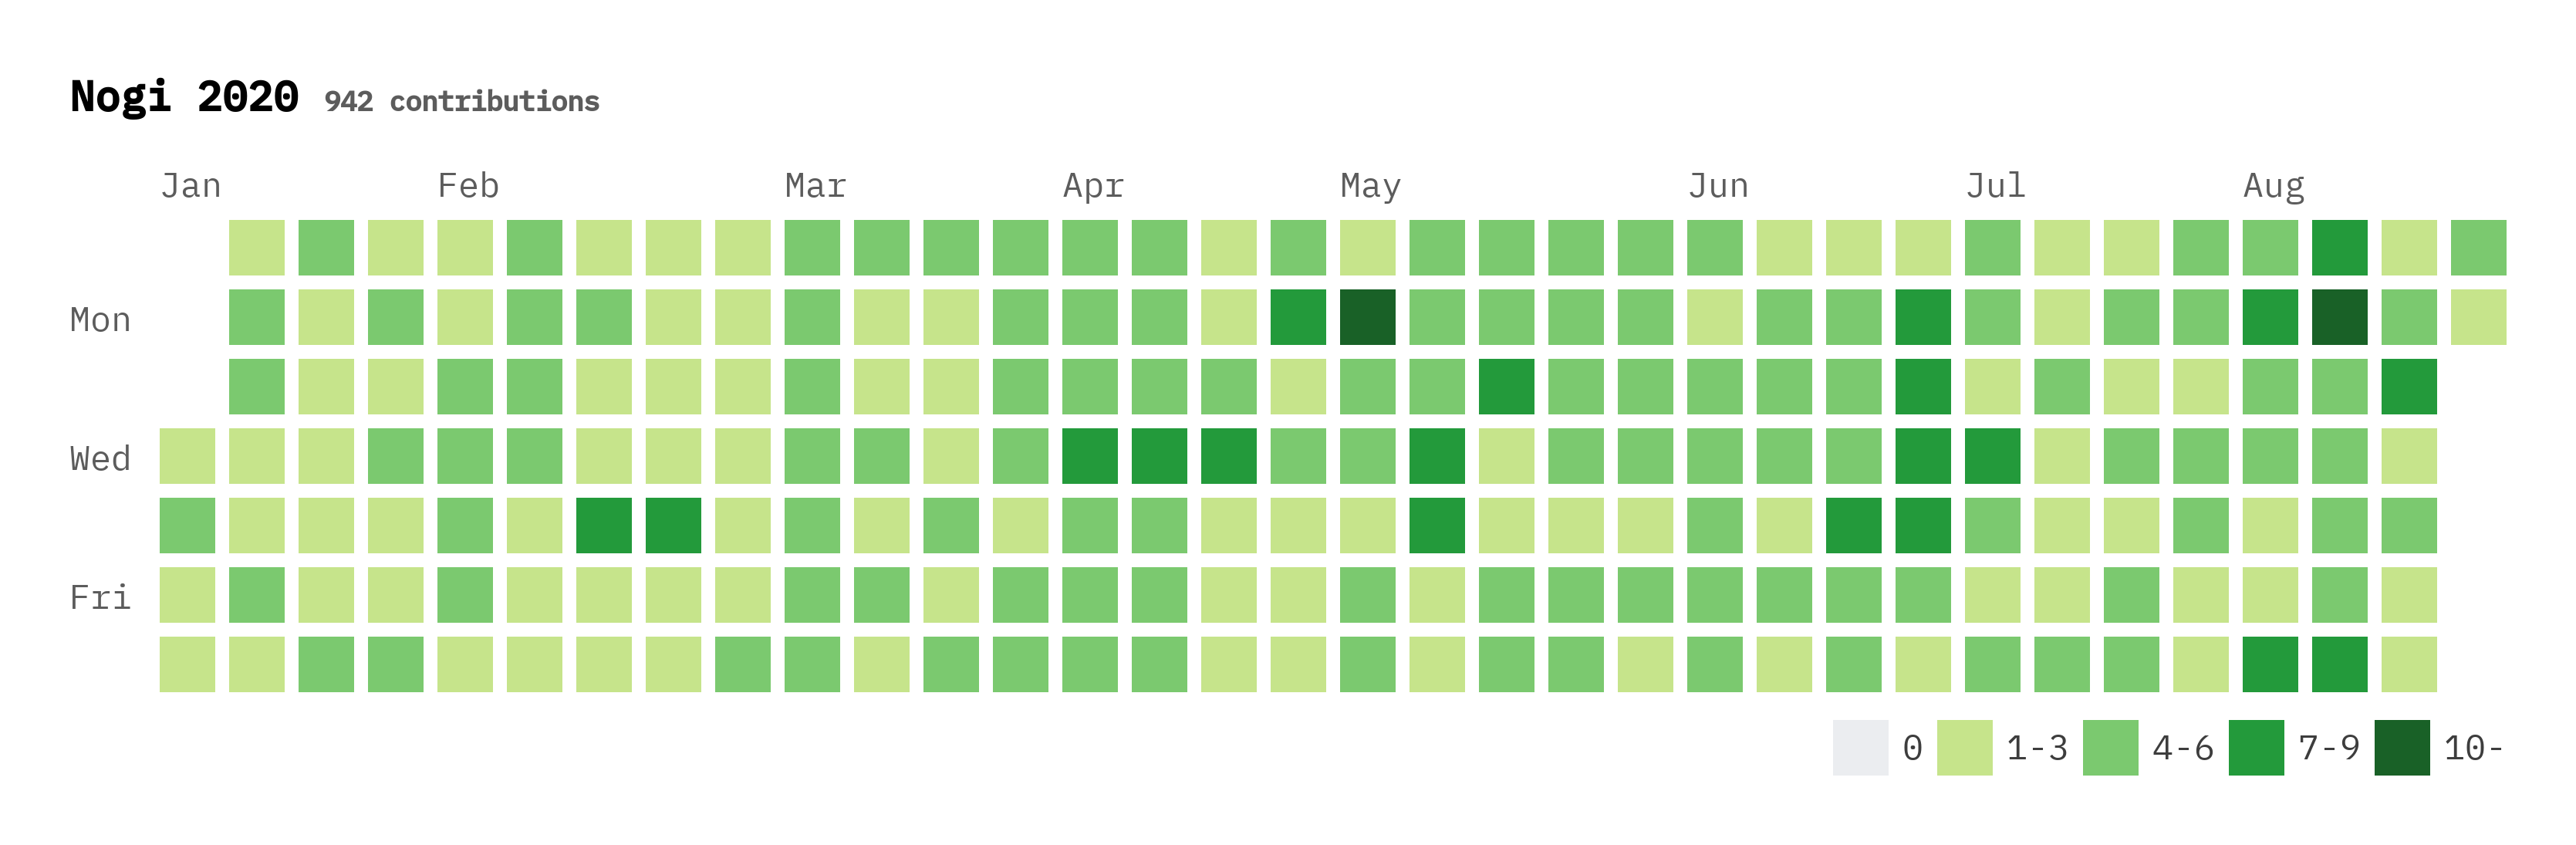 Nogi 2020 942 contributions
Jan Feb Mar Apr May Jun Jul Aug
Mon
Wed
Fri
0 1-3 4-6 7-9 10-